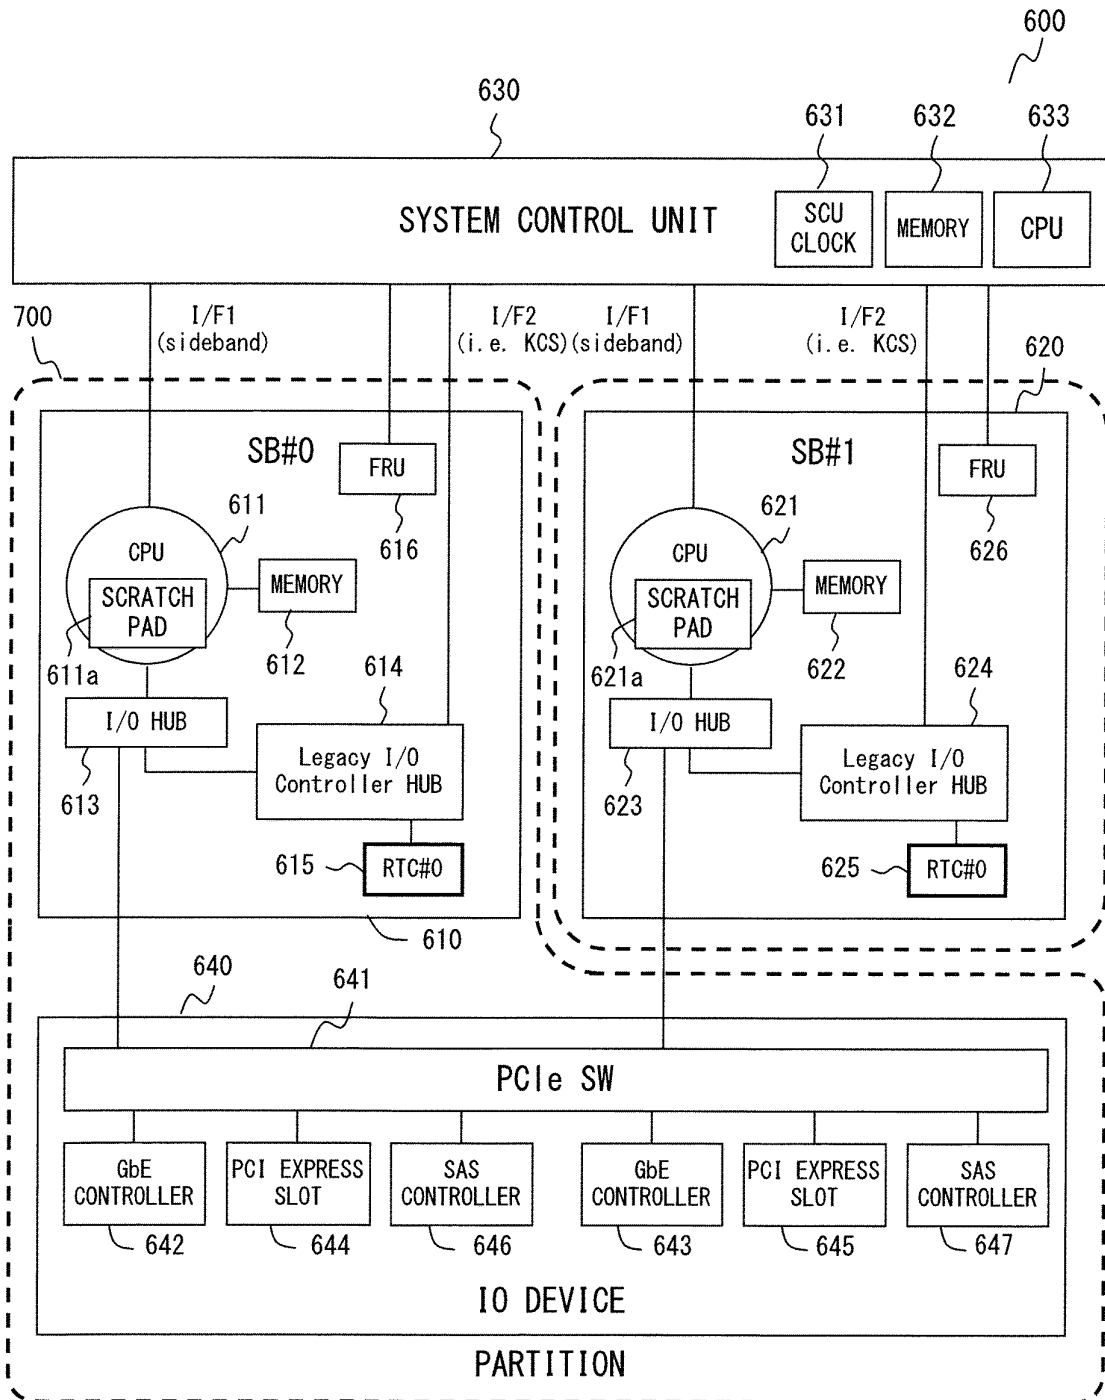 600
630
631
632
633
SYSTEM CONTROL UNIT
SCU
CLOCK
MEMORY
CPU
700
I/F1
(sideband)
I/F2
(i.e. KCS)
I/F1
(sideband)
I/F2
(i.e. KCS)
620
SB#0
FRU
616
611
CPU
SCRATCH
PAD
611a
MEMORY
612
614
I/O HUB
613
Legacy I/O
Controller HUB
615
RTC#0
610
SB#1
FRU
626
621
CPU
SCRATCH
PAD
621a
MEMORY
622
624
I/O HUB
623
Legacy I/O
Controller HUB
625
RTC#0
640
641
PCIe SW
GbE
CONTROLLER
642
PCI EXPRESS
SLOT
644
SAS
CONTROLLER
646
GbE
CONTROLLER
643
PCI EXPRESS
SLOT
645
SAS
CONTROLLER
647
IO DEVICE
PARTITION